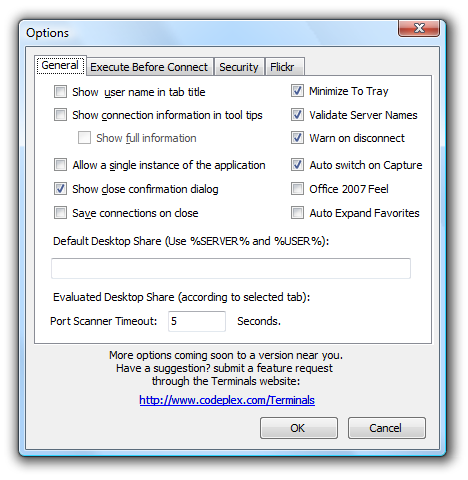 Options
General Execute Before Connect Security Flickr
Show user name in tab title
Minimize To Tray
Show connection information in tool tips
Validate Server Names
Show full information
Warn on disconnect
Allow a single instance of the application
Auto switch on Capture
Show close confirmation dialog
Office 2007 Feel
Save connections on close
Auto Expand Favorites
Default Desktop Share (Use %SERVER% and %USER%):
Evaluated Desktop Share (according to selected tab):
Port Scanner Timeout: 5 Seconds.
More options coming soon to a version near you.
Have a suggestion? submit a feature request
through the Terminals website:
http://www.codeplex.com/Terminals
OK Cancel